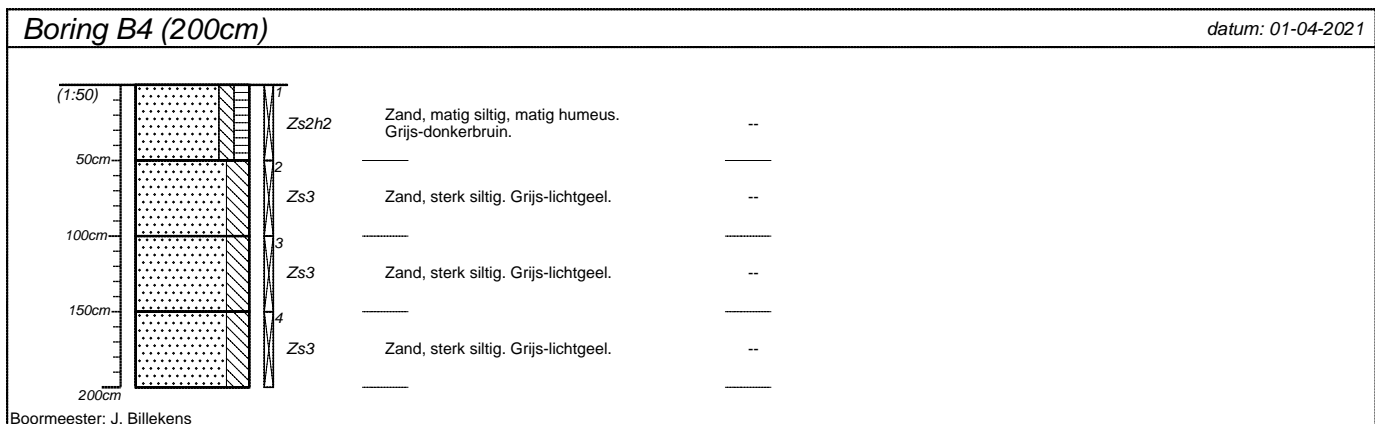 Boring B4 (200cm)
datum: 01-04-2021
(1:50)
1
Zs2h2
Zand, matig siltig, matig humeus.
Grijs-donkerbruin.
--
50cm
2
Zs3
Zand, sterk siltig. Grijs-lichtgeel.
--
100cm
3
Zs3
Zand, sterk siltig. Grijs-lichtgeel.
--
150cm
4
Zs3
Zand, sterk siltig. Grijs-lichtgeel.
--
200cm
Boormeester: J. Billekens